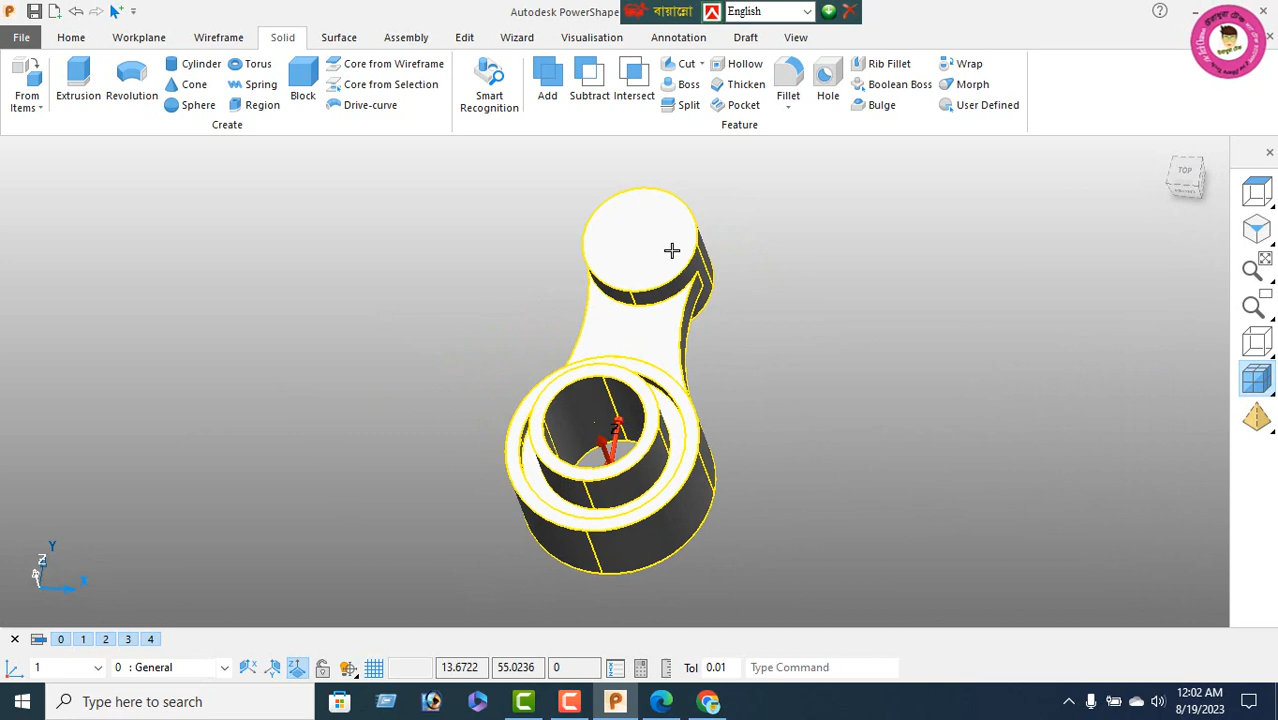 Autodesk PowerShape
বায়ান্নো
English
File
Home
Workplane
Wireframe
Solid
Surface
Assembly
Edit
Wizard
Visualisation
Annotation
Draft
View
From Items
Extrusion
Revolution
Cylinder
Cone
Sphere
Torus
Spring
Region
Block
Core from Wireframe
Core from Selection
Drive-curve
Create
Smart Recognition
Add
Subtract
Intersect
Cut
Boss
Split
Hollow
Thicken
Pocket
Fillet
Hole
Rib Fillet
Boolean Boss
Bulge
Wrap
Morph
User Defined
Feature
TOP
Z
Y
Z
X
0 1 2 3 4
1
0 : General
13.6722
55.0236
0
Tol
0.01
Type Command
Type here to search
12:02 AM
8/19/2023